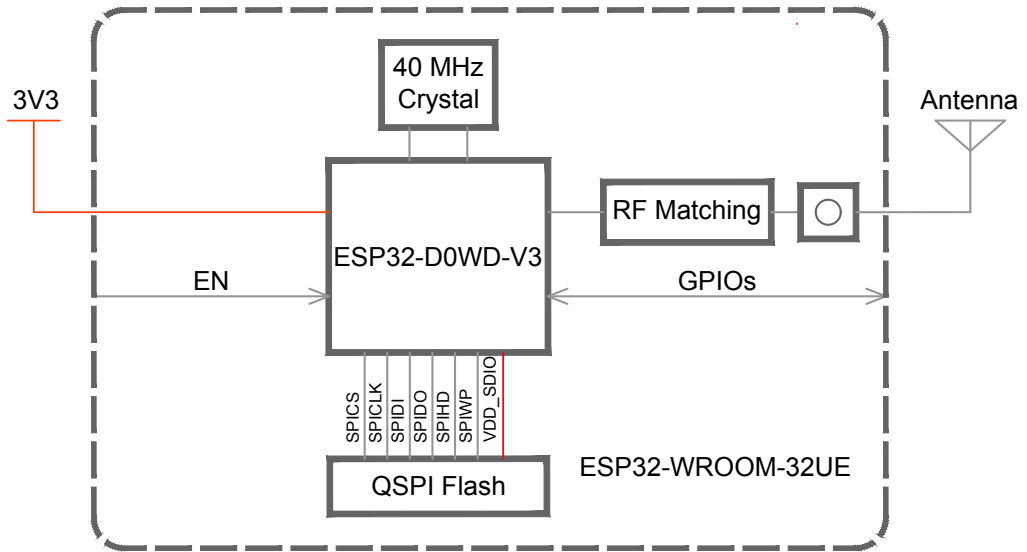 40 MHz
Crystal
3V3
Antenna
RF Matching
ESP32-D0WD-V3
EN
GPIOs
SPICS
SPICLK
SPIDI
SPIDO
SPIHD
SPIWP
VDD_SDIO
ESP32-WROOM-32UE
QSPI Flash